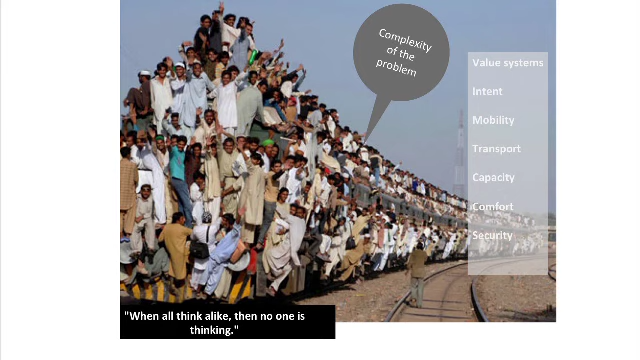 Complexity
of the
problem
Value systems
Intent
Mobility
Transport
Capacity
Comfort
Security
"When all think alike, then no one is
thinking."